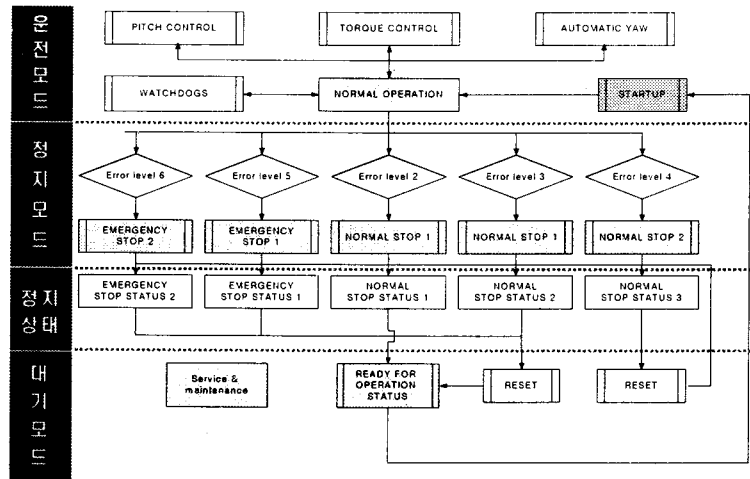 운전모드
PITCH CONTROL
TORQUE CONTROL
AUTOMATIC YAW
WATCHDOGS
NORMAL OPERATION
STARTUP
정지모드
Error level 6
Error level 5
Error level 2
Error level 3
Error level 4
EMERGENCY
STOP 2
EMERGENCY
STOP 1
NORMAL STOP 1
NORMAL STOP 1
NORMAL STOP 2
정지
상태
EMERGENCY
STOP STATUS 2
EMERGENCY
STOP STATUS 1
NORMAL
STOP STATUS 1
NORMAL
STOP STATUS 2
NORMAL
STOP STATUS 3
대기모드
Service &
maintenance
READY FOR
OPERATION
STATUS
RESET
RESET